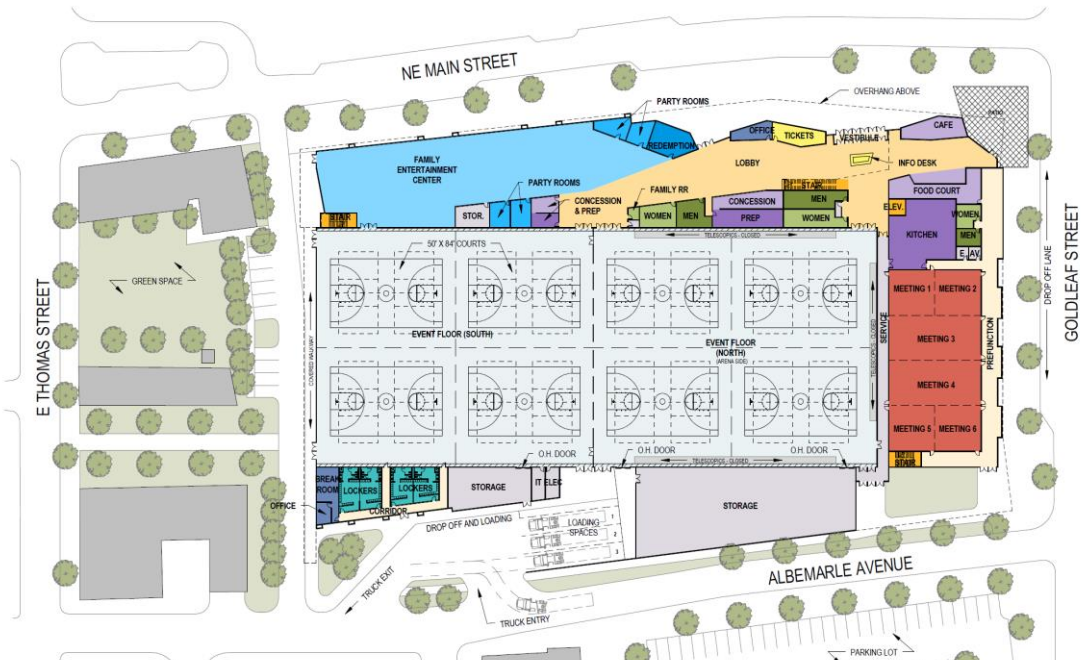 NE MAIN STREET
OVERHANG ABOVE
PARTY ROOMS
PATIO
CAFE
OFFICE
TICKETS
VESTIBULE
REDEMPTION
FAMILY
ENTERTAINMENT
CENTER
LOBBY
INFO DESK
PARTY ROOMS
FAMILY RR
STAIR
FOOD COURT
CONCESSION
& PREP
CONCESSION
MEN
ELEV.
STAIR
STOR.
WOMEN
MEN
PREP
WOMEN
WOMEN
KITCHEN
MEN
TELESCOPICS - CLOSED
50' X 84' COURTS
E.
AV.
GREEN SPACE
E THOMAS STREET
GOLDLEAF STREET
DROP OFF LANE
MEETING 1
MEETING 2
COVERED WALKWAY
EVENT FLOOR (SOUTH)
EVENT FLOOR
(NORTH)
(ARENA SIDE)
TELESCOPICS - CLOSED
SERVICE
MEETING 3
PREFUNCTION
MEETING 4
MEETING 5
MEETING 6
O.H. DOOR
O.H. DOOR
O.H. DOOR
TELESCOPICS - CLOSED
STAIR
BREAK
ROOM
LOCKERS
LOCKERS
STORAGE
IT
ELEC
OFFICE
CORRIDOR
STORAGE
DROP OFF AND LOADING
LOADING
SPACES
1
2
3
ALBEMARLE AVENUE
TRUCK EXIT
TRUCK ENTRY
PARKING LOT